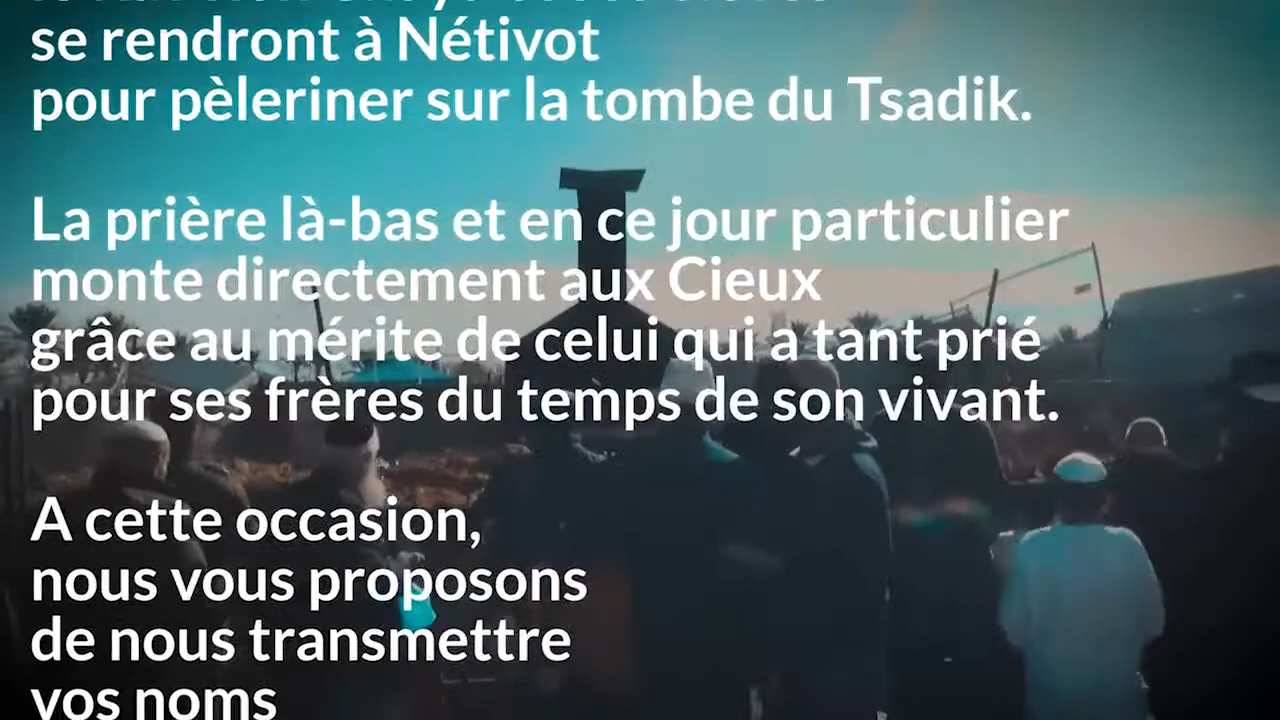 se rendront à Nétivot
pour pèleriner sur la tombe du Tsadik.
La prière là-bas et en ce jour particulier
monte directement aux Cieux
grâce au mérite de celui qui a tant prié
pour ses frères du temps de son vivant.
A cette occasion,
nous vous proposons
de nous transmettre
vos noms